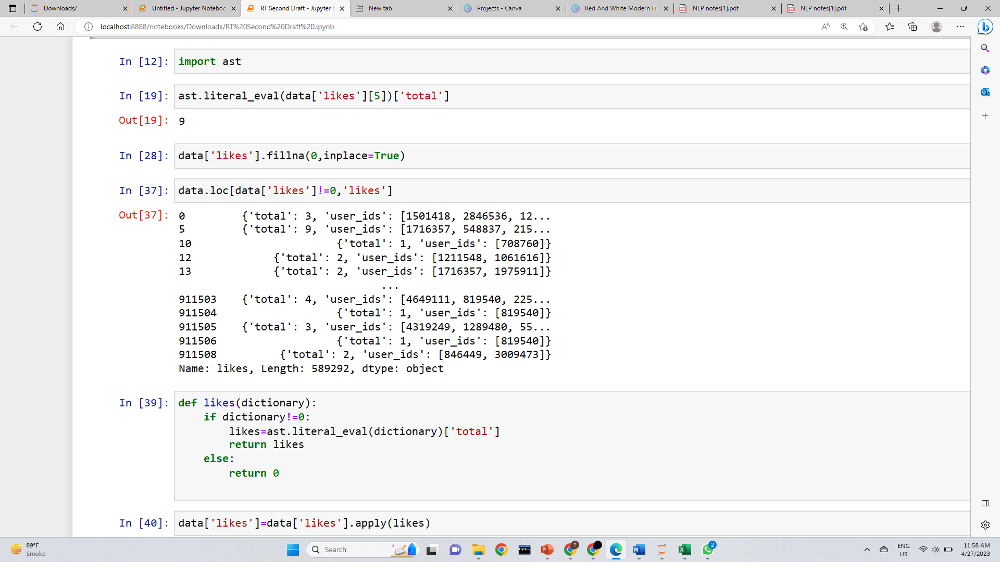 Downloads/
Untitled - Jupyter Noteboo
RT Second Draft - Jupyter
New tab
Projects - Canva
Red And White Modern Fir
NLP notes[1].pdf
NLP notes[1].pdf
localhost:8888/notebooks/Downloads/RT%20Second%20Draft%20.ipynb
In [12]: import ast
In [19]: ast.literal_eval(data['likes'][5])['total']
Out[19]: 9
In [28]: data['likes'].fillna(0,inplace=True)
In [37]: data.loc[data['likes']!=0,'likes']
Out[37]: 0 {'total': 3, 'user_ids': [1501418, 2846536, 12...
5 {'total': 9, 'user_ids': [1716357, 548837, 215...
10 {'total': 1, 'user_ids': [708760]}
12 {'total': 2, 'user_ids': [1211548, 1061616]}
13 {'total': 2, 'user_ids': [1716357, 1975911]}
...
911503 {'total': 4, 'user_ids': [4649111, 819540, 225...
911504 {'total': 1, 'user_ids': [819540]}
911505 {'total': 3, 'user_ids': [4319249, 1289480, 55...
911506 {'total': 1, 'user_ids': [819540]}
911508 {'total': 2, 'user_ids': [846449, 3009473]}
Name: likes, Length: 589292, dtype: object
In [39]: def likes(dictionary):
if dictionary!=0:
likes=ast.literal_eval(dictionary)['total']
return likes
else:
return 0
In [40]: data['likes']=data['likes'].apply(likes)
89°F
Smoke
Search
T
2
ENG
US
11:58 AM
4/27/2023